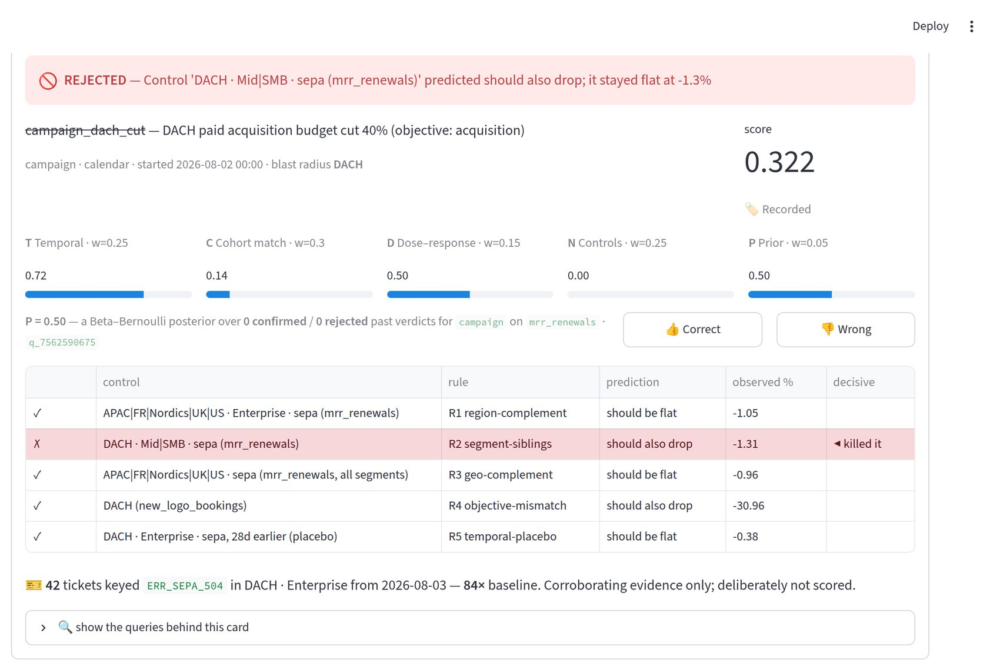 Deploy
🚫 REJECTED — Control 'DACH · Mid|SMB · sepa (mrr_renewals)' predicted should also drop; it stayed flat at -1.3%
campaign_dach_cut — DACH paid acquisition budget cut 40% (objective: acquisition)
campaign · calendar · started 2026-08-02 00:00 · blast radius DACH
score
0.322
🏷️ Recorded
T Temporal · w=0.25
C Cohort match · w=0.3
D Dose–response · w=0.15
N Controls · w=0.25
P Prior · w=0.05
0.72
0.14
0.50
0.00
0.50
P = 0.50 — a Beta–Bernoulli posterior over 0 confirmed / 0 rejected past verdicts for campaign on mrr_renewals ·
q_7562590675
👍 Correct
👎 Wrong
control rule prediction observed % decisive
✓ APAC|FR|Nordics|UK|US · Enterprise · sepa (mrr_renewals) R1 region-complement should be flat -1.05
✗ DACH · Mid|SMB · sepa (mrr_renewals) R2 segment-siblings should also drop -1.31 ◄ killed it
✓ APAC|FR|Nordics|UK|US · sepa (mrr_renewals, all segments) R3 geo-complement should be flat -0.96
✓ DACH (new_logo_bookings) R4 objective-mismatch should also drop -30.96
✓ DACH · Enterprise · sepa, 28d earlier (placebo) R5 temporal-placebo should be flat -0.38
🎫 42 tickets keyed ERR_SEPA_504 in DACH · Enterprise from 2026-08-03 — 84× baseline. Corroborating evidence only; deliberately not scored.
🔍 show the queries behind this card